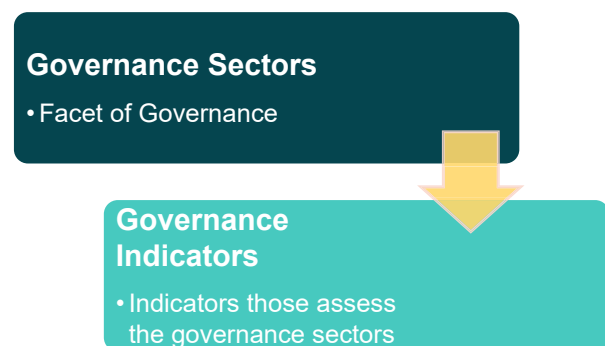 Governance Sectors
• Facet of Governance
Governance
Indicators
• Indicators those assess
the governance sectors